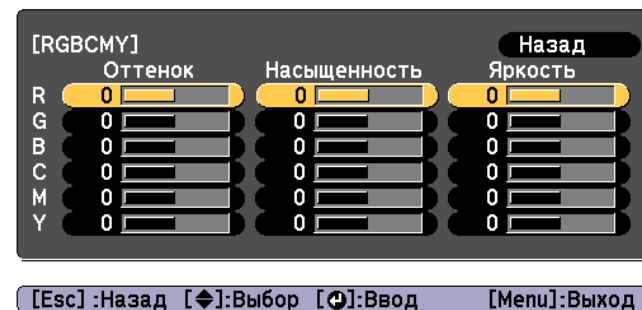 [RGBCMY] Назад
Оттенок Насыщенность Яркость
R 0 0 0
G 0 0 0
B 0 0 0
C 0 0 0
M 0 0 0
Y 0 0 0
[Esc] :Назад [◆]:Выбор [↵]:Ввод [Menu]:Выход